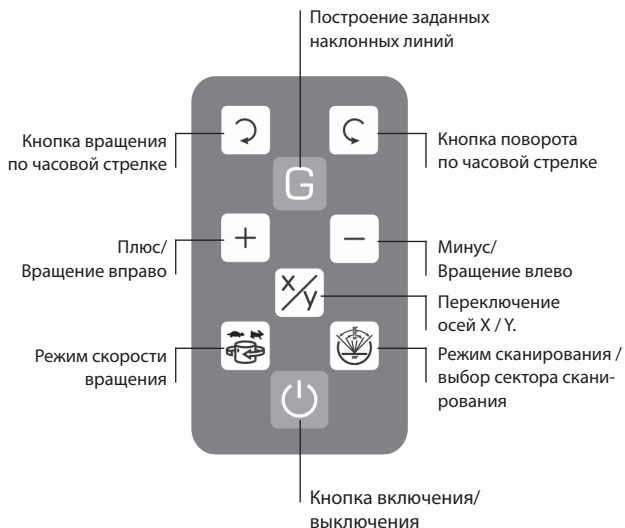 Построение заданных
наклонных линий
Кнопка вращения
по часовой стрелке
Кнопка поворота
по часовой стрелке
G
Плюс/
Вращение вправо
+
−
Минус/
Вращение влево
X/y
Переключение
осей X / Y.
Режим скорости
вращения
Режим сканирования /
выбор сектора скани-
рования
Кнопка включения/
выключения